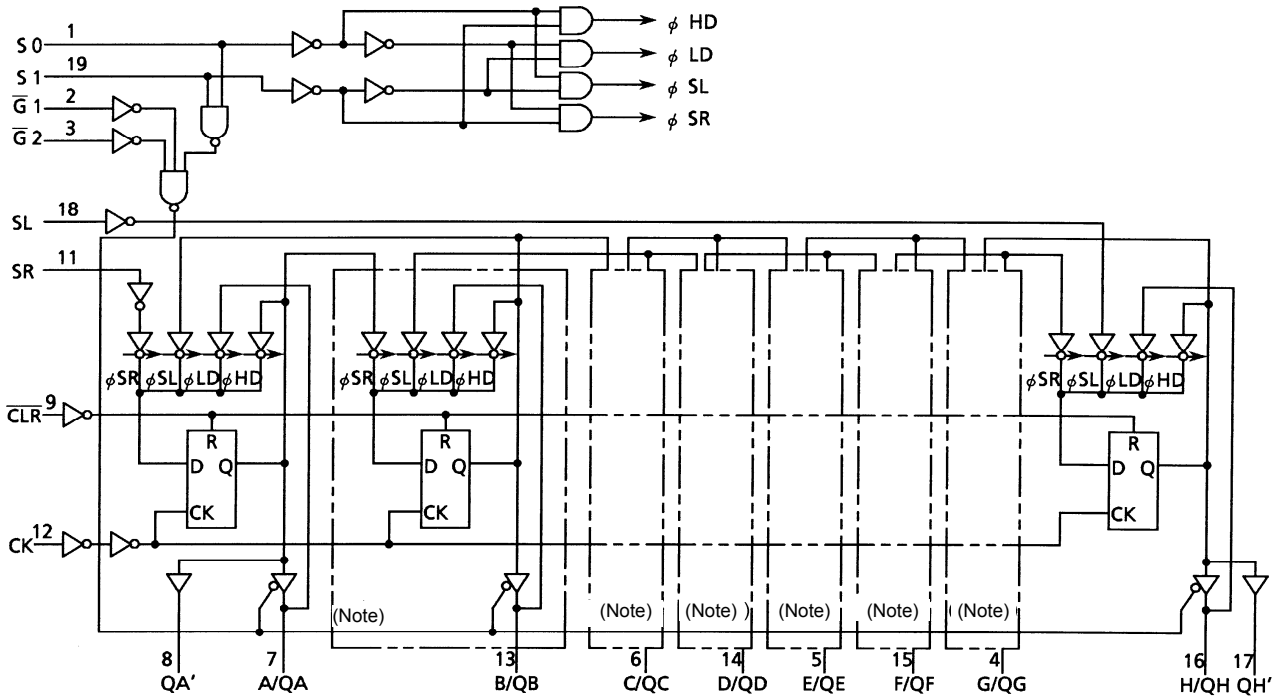 1
S0
φ HD
φ LD
19
S1
φ SL
2
G̅1
φ SR
3
G̅2
18
SL
11
SR
φSR φSL φLD φHD
φSR φSL φLD φHD
φSR φSL φLD φHD
C̅L̅R̅ 9
R
D Q
CK
R
D Q
CK
R
D Q
CK
CK 12
(Note)
(Note)
(Note) )
(Note)
(Note)
(Note)
8
QA'
7
A/QA
13
B/QB
6
C/QC
14
D/QD
5
E/QE
15
F/QF
4
G/QG
16
H/QH
17
QH'